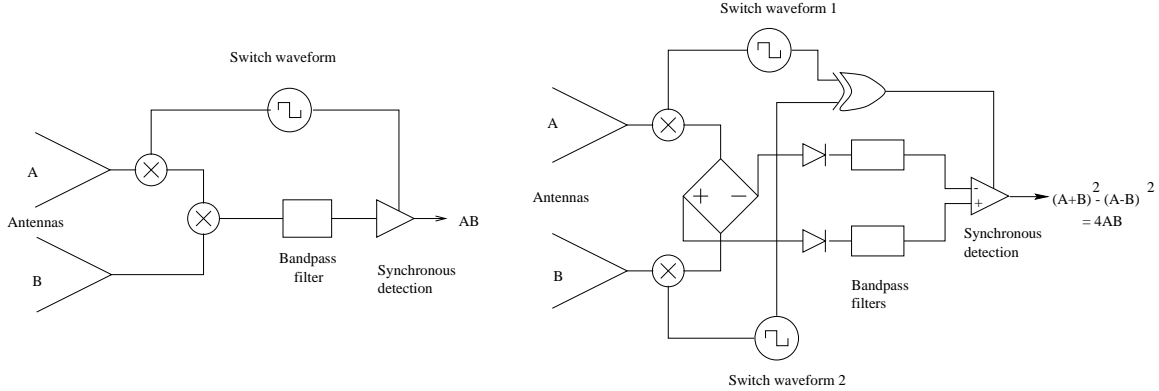 Switch waveform
A
Antennas
B
Bandpass
filter
Synchronous
detection
AB
Switch waveform 1
A
Antennas
B
+ −
-
+
(A+B)2 - (A-B) 2
= 4AB
Synchronous
detection
Bandpass
filters
Switch waveform 2